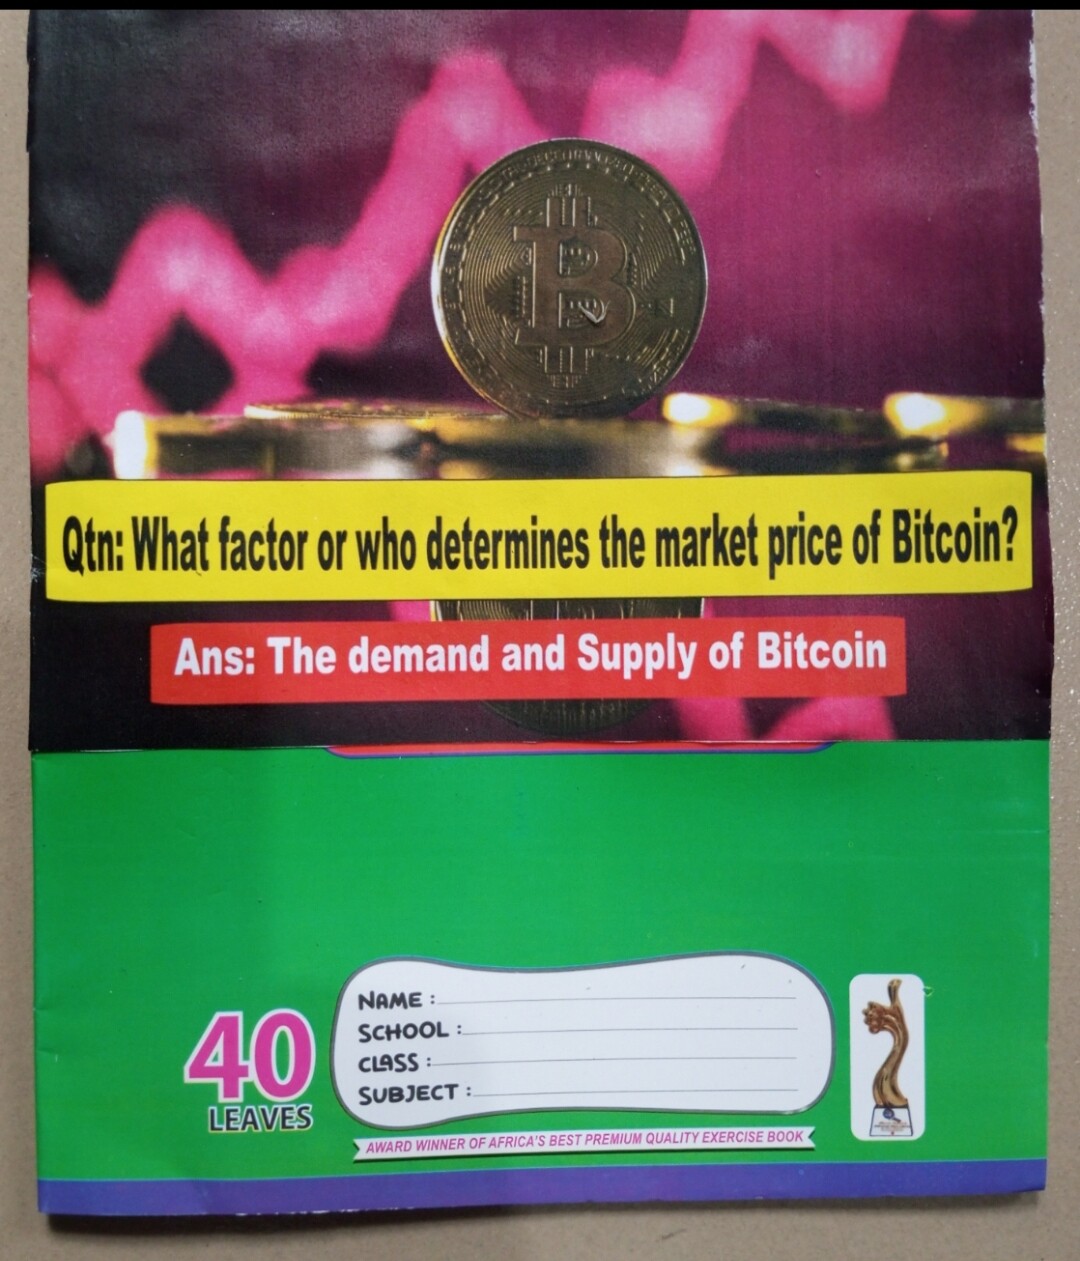 Qtn: What factor or who determines the market price of Bitcoin?
Ans: The demand and Supply of Bitcoin
NAME :
SCHOOL :
CLASS :
SUBJECT :
40
LEAVES
AWARD WINNER OF AFRICA'S BEST PREMIUM QUALITY EXERCISE BOOK